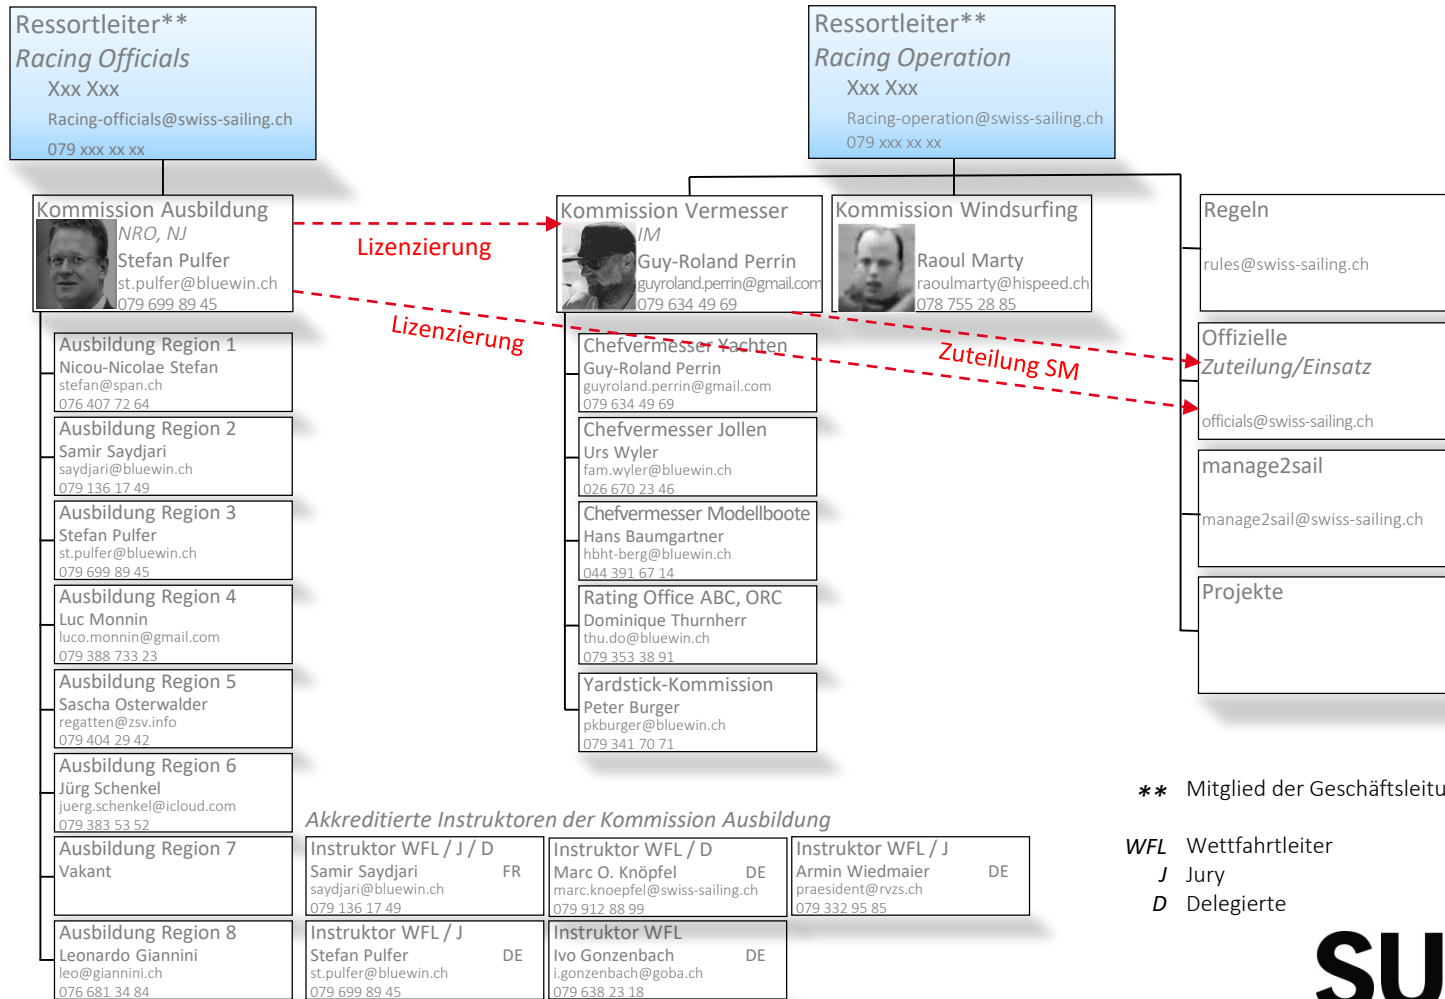 Ressortleiter**
Racing Officials
Xxx Xxx
Racing-officials@swiss-sailing.ch
079 xxx xx xx
Ressortleiter**
Racing Operation
Xxx Xxx
Racing-operation@swiss-sailing.ch
079 xxx xx xx
Kommission Ausbildung
NRO, NJ
Stefan Pulfer
st.pulfer@bluewin.ch
079 699 89 45
Lizenzierung
Lizenzierung
Kommission Vermesser
IM
Guy-Roland Perrin
guyroland.perrin@gmail.com
079 634 49 69
Kommission Windsurfing
Raoul Marty
raoulmarty@hispeed.ch
078 755 28 85
Zuteilung SM
Regeln
rules@swiss-sailing.ch
Offizielle
Zuteilung/Einsatz
officials@swiss-sailing.ch
manage2sail
manage2sail@swiss-sailing.ch
Projekte
Ausbildung Region 1
Nicou-Nicolae Stefan
stefan@span.ch
076 407 72 64
Ausbildung Region 2
Samir Saydjari
saydjari@bluewin.ch
079 136 17 49
Ausbildung Region 3
Stefan Pulfer
st.pulfer@bluewin.ch
079 699 89 45
Ausbildung Region 4
Luc Monnin
luco.monnin@gmail.com
079 388 733 23
Ausbildung Region 5
Sascha Osterwalder
regatten@zsv.info
079 404 29 42
Ausbildung Region 6
Jürg Schenkel
juerg.schenkel@icloud.com
079 383 53 52
Ausbildung Region 7
Vakant
Ausbildung Region 8
Leonardo Giannini
leo@giannini.ch
076 681 34 84
Chefvermesser Yachten
Guy-Roland Perrin
guyroland.perrin@gmail.com
079 634 49 69
Chefvermesser Jollen
Urs Wyler
fam.wyler@bluewin.ch
026 670 23 46
Chefvermesser Modellboote
Hans Baumgartner
hbht-berg@bluewin.ch
044 391 67 14
Rating Office ABC, ORC
Dominique Thurnherr
thu.do@bluewin.ch
079 353 38 91
Yardstick-Kommission
Peter Burger
pkburger@bluewin.ch
079 341 70 71
Akkreditierte Instruktoren der Kommission Ausbildung
Instruktor WFL / J / D
Samir Saydjari FR
saydjari@bluewin.ch
079 136 17 49
Instruktor WFL / D
Marc O. Knöpfel DE
marc.knoepfel@swiss-sailing.ch
079 912 88 99
Instruktor WFL / J
Armin Wiedmaier DE
praesident@rvzs.ch
079 332 95 85
Instruktor WFL / J
Stefan Pulfer DE
st.pulfer@bluewin.ch
079 699 89 45
Instruktor WFL
Ivo Gonzenbach DE
i.gonzenbach@goba.ch
079 638 23 18
** Mitglied der Geschäftsleitu
WFL Wettfahrtleiter
J Jury
D Delegierte
SU